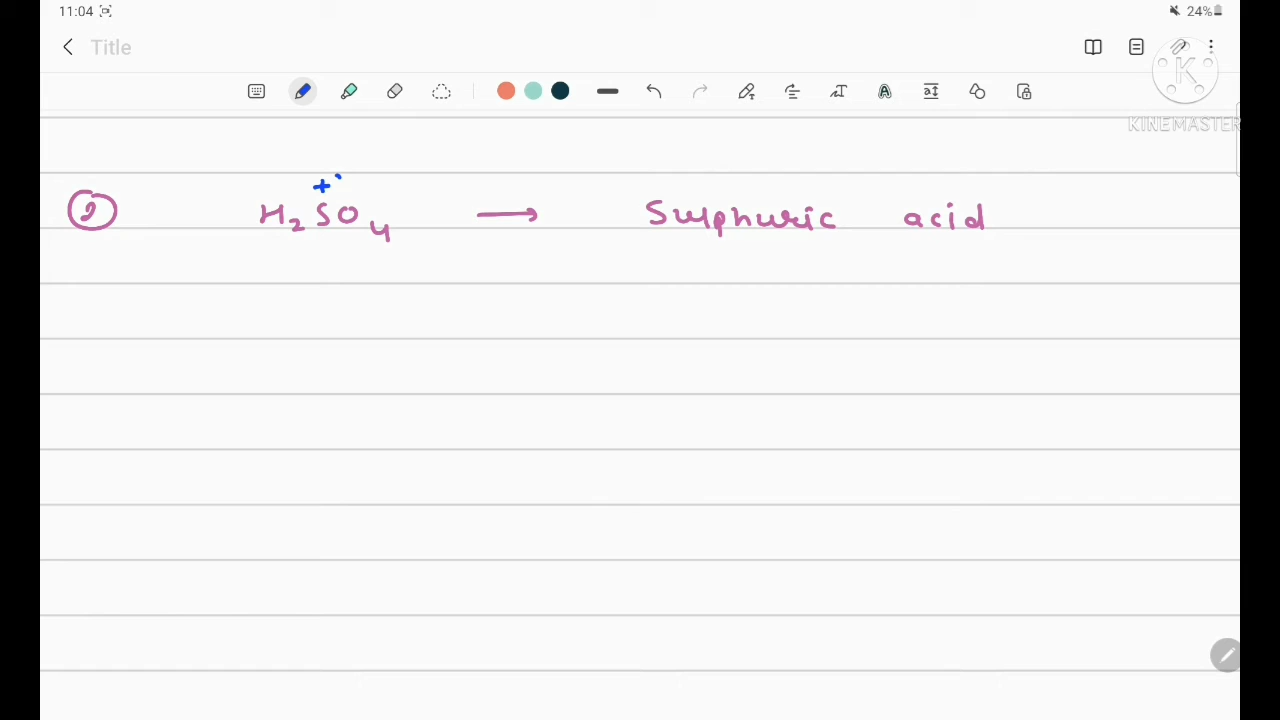 11:04 24%
Title
KINEMASTER
+
② H₂SO₄ → Sulphuric acid